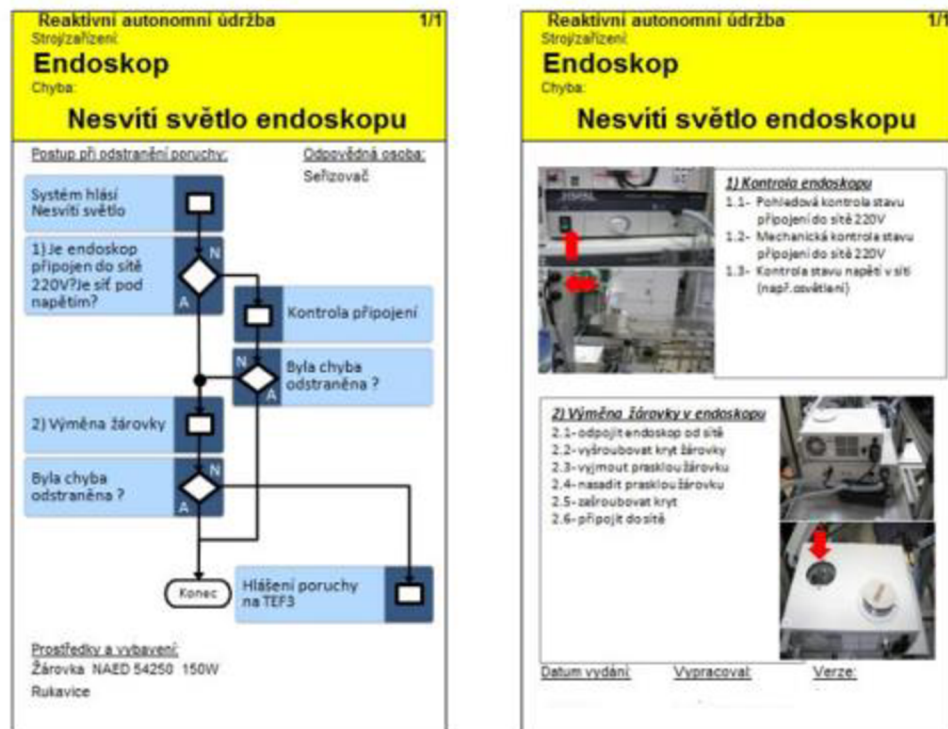 Reaktivní autonomní údržba 1/1
Stroj/zařízení:
Endoskop
Chyba:
Nesvítí světlo endoskopu
Postup při odstranění poruchy:
Odpovědná osoba:
Seřizovač
Systém hlásí
Nesvítí světlo
1) Je endoskop
připojen do sítě
220V?Je síť pod
napětím?
N
A
Kontrola připojení
N
Byla chyba
odstraněna ?
A
2) Výměna žárovky
Byla chyba
odstraněna ?
N
A
Konec
Hlášení poruchy
na TEF3
Prostředky a vybavení:
Žárovka NAED 54250 150W
Rukavice
Reaktivní autonomní údržba 1/1
Stroj/zařízení:
Endoskop
Chyba:
Nesvítí světlo endoskopu
1) Kontrola endoskopu
1.1- Pohledová kontrola stavu
připojení do sítě 220V
1.2- Mechanická kontrola stavu
připojení do sítě 220V
1.3- Kontrola stavu napětí v síti
(např.osvětlení)
2) Výměna žárovky v endoskopu
2.1- odpojit endoskop od sítě
2.2- vyšroubovat kryt žárovky
2.3- vyjmout prasklou žárovku
2.4- nasadit prasklou žárovku
2.5- zašroubovat kryt
2.6- připojit do sítě
Datum vydání: Vypracoval: Verze: